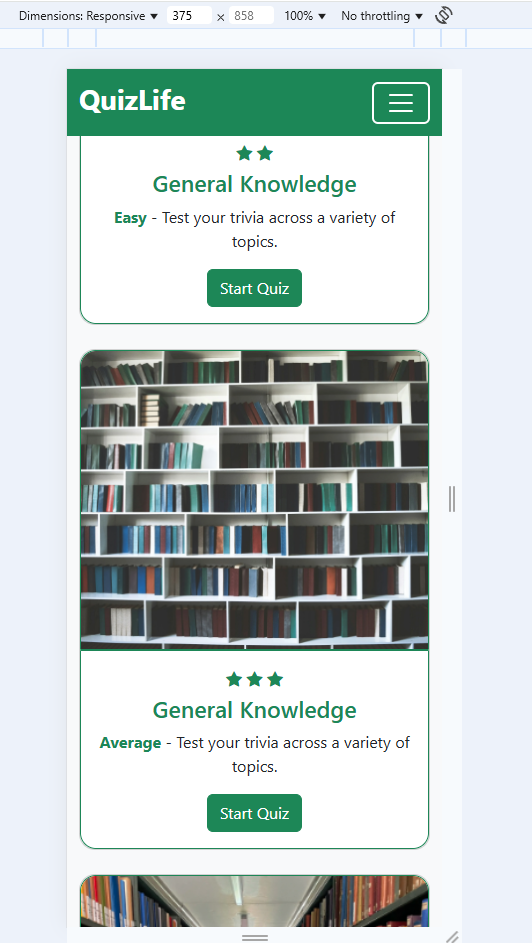 Dimensions: Responsive ▼ 375 × 858 100% ▼ No throttling ▼
QuizLife
General Knowledge
Easy - Test your trivia across a variety of
topics.
Start Quiz
General Knowledge
Average - Test your trivia across a variety of
topics.
Start Quiz